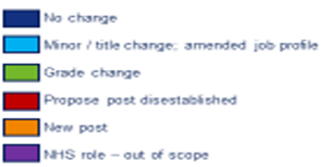 No change
Minor / title change; amended job profile
Grade change
Propose post disestablished
New post
NHS role – out of scope